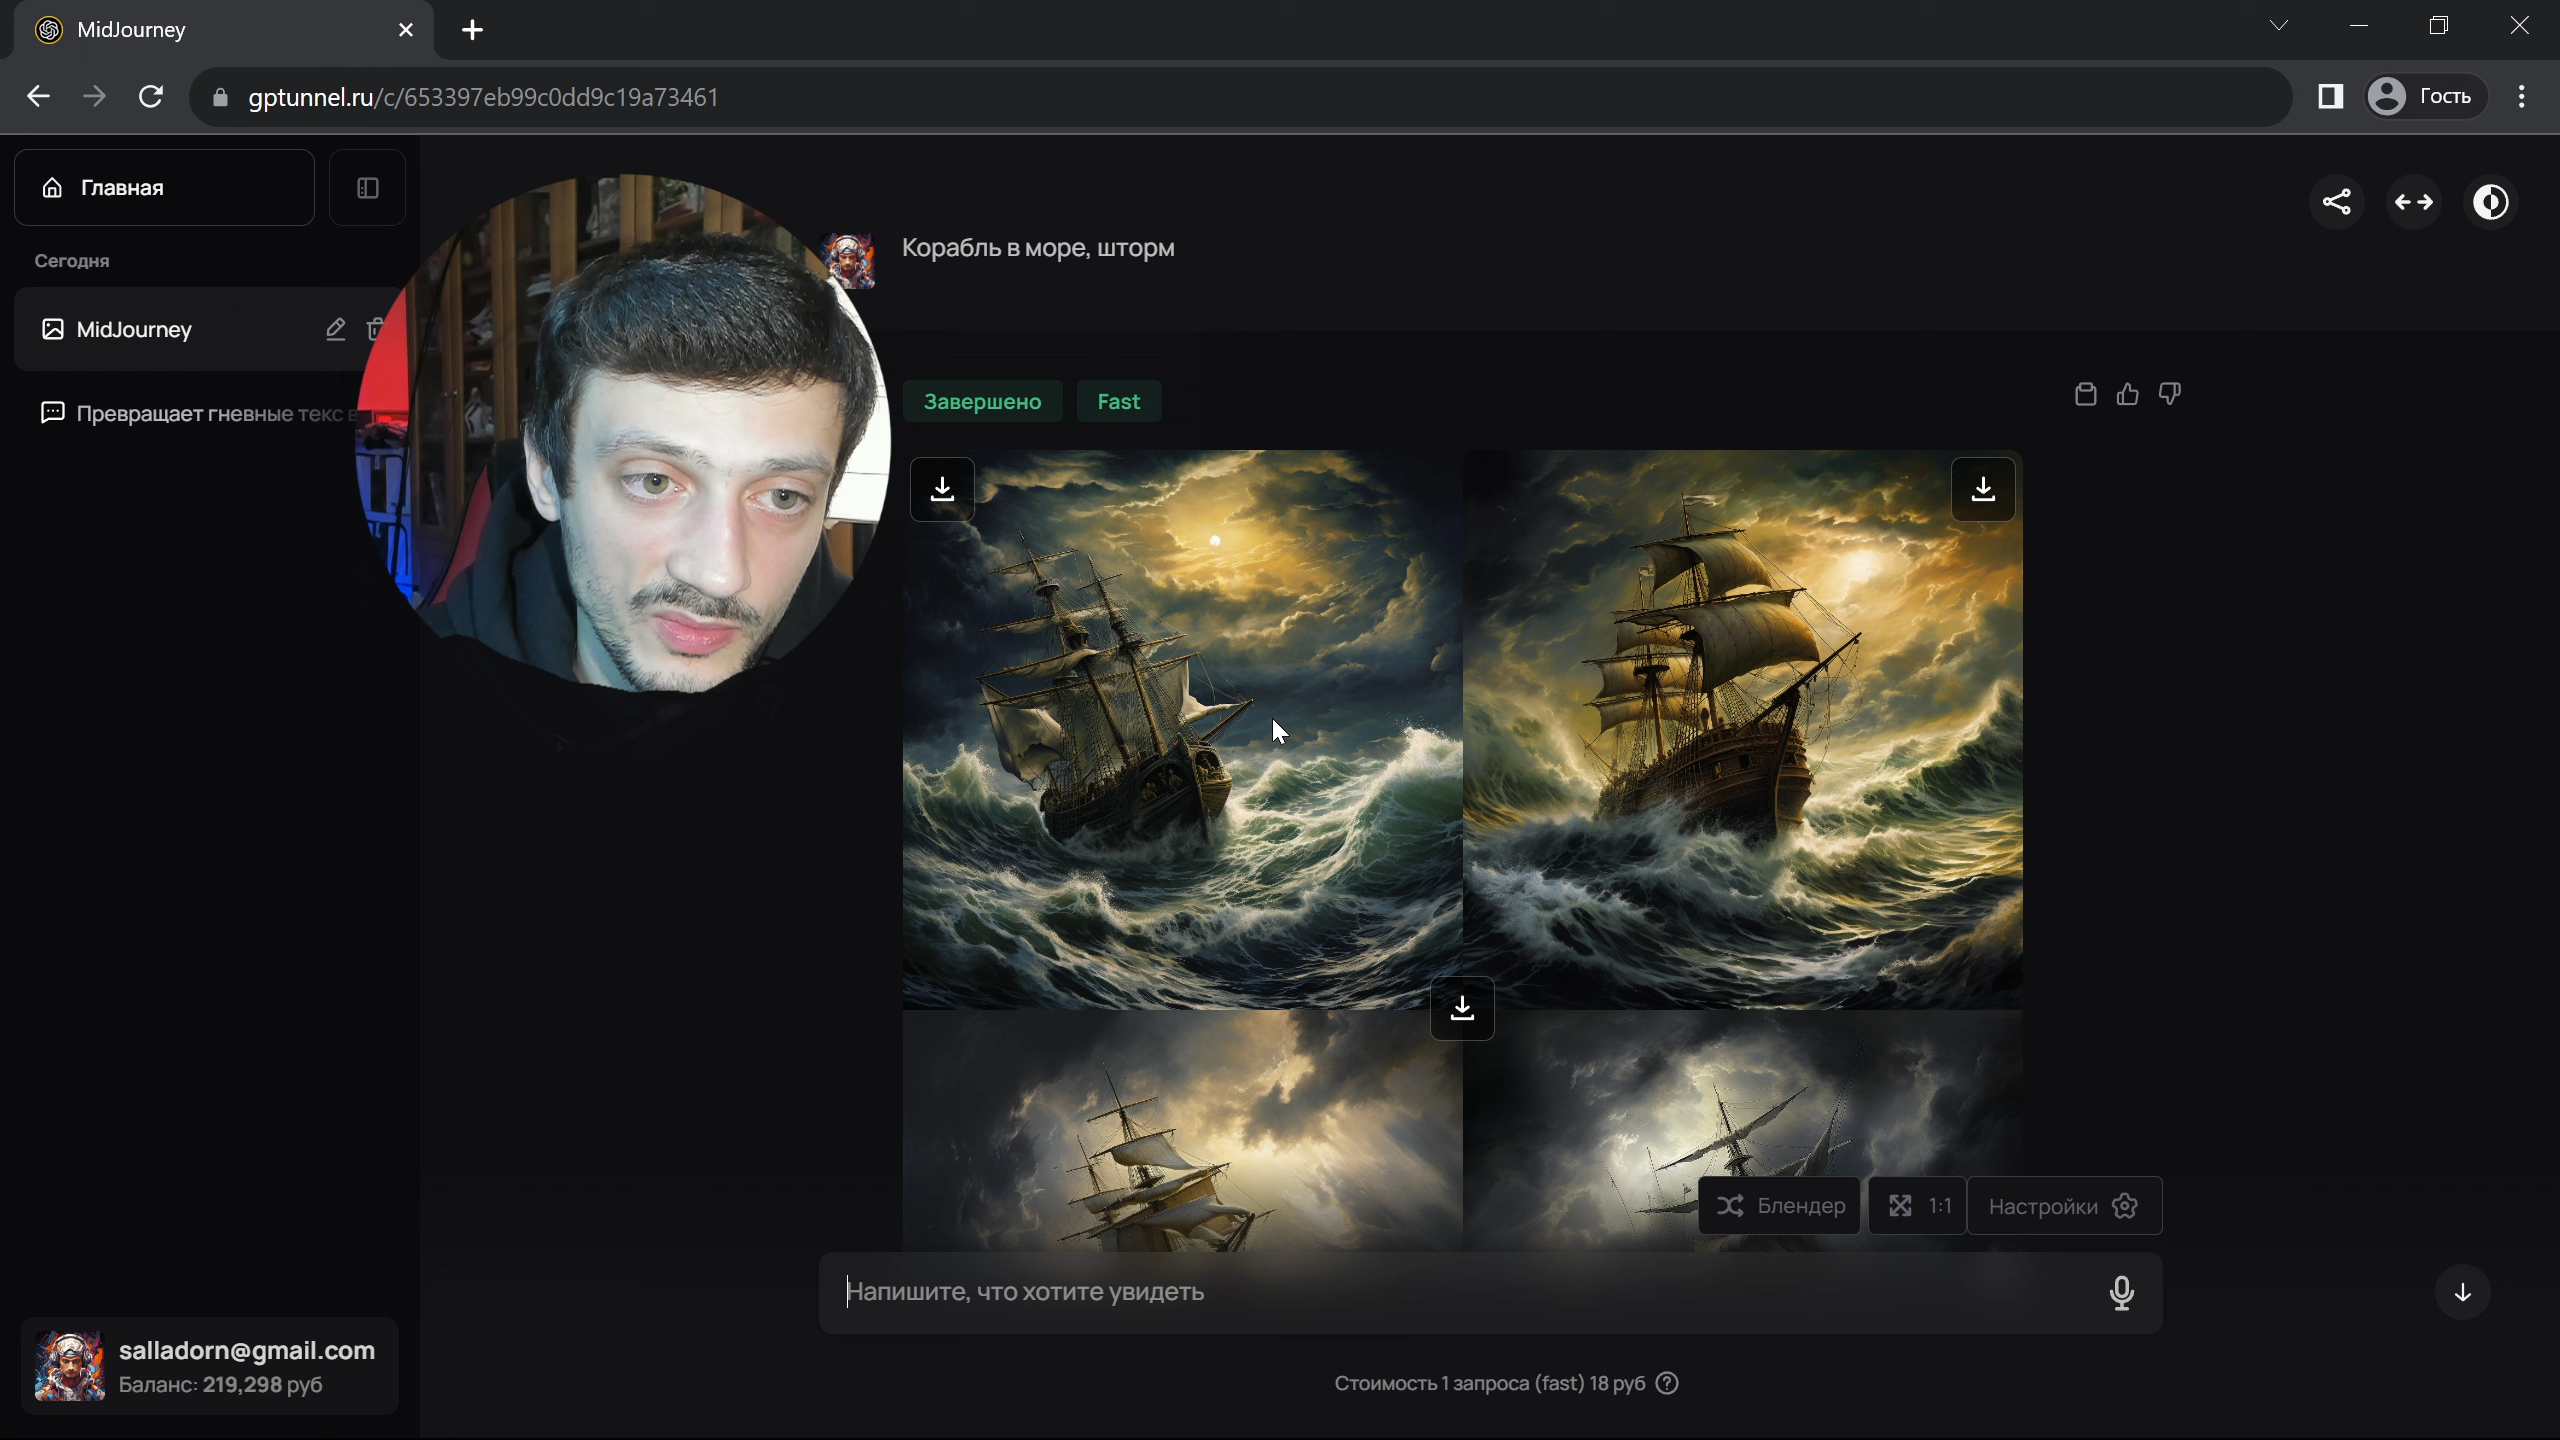 MidJourney
gptunnel.ru/c/653397eb99c0dd9c19a73461
Гость
Главная
Сегодня
MidJourney
Превращает гневные текс в
Корабль в море, шторм
Завершено
Fast
Блендер
1:1
Настройки
Напишите, что хотите увидеть
Стоимость 1 запроса (fast) 18 руб
salladorn@gmail.com
Баланс: 219,298 руб